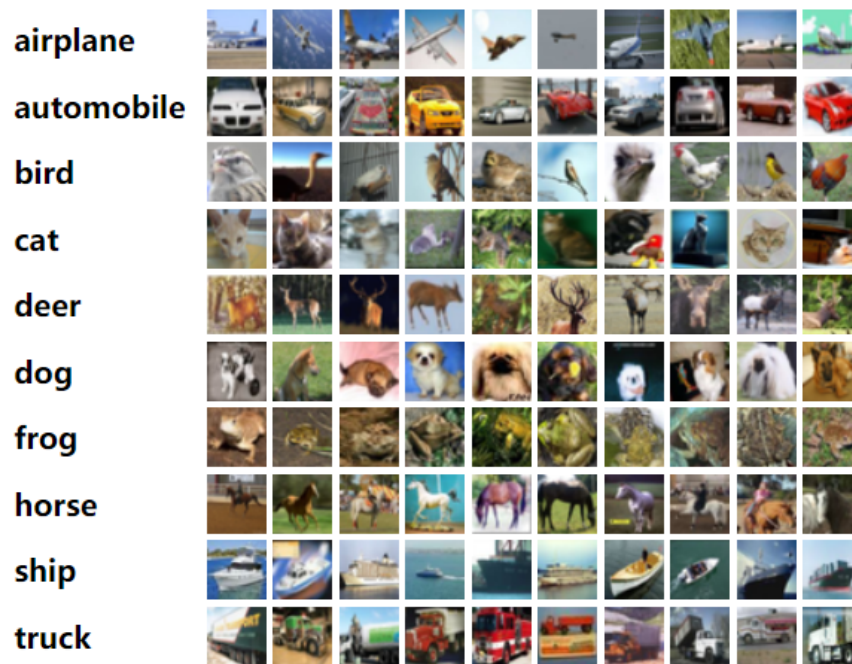 airplane
automobile
bird
cat
deer
dog
frog
horse
ship
truck